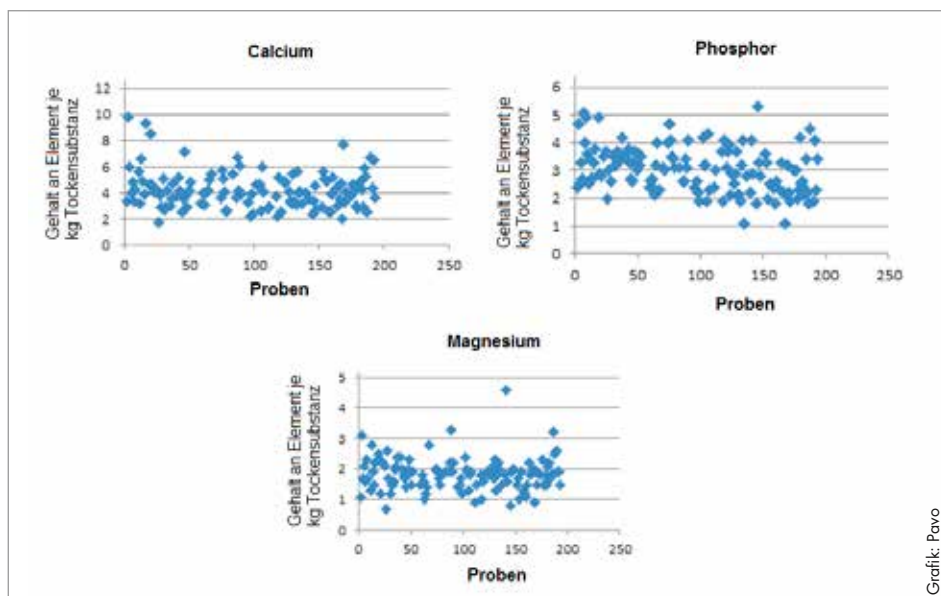 Calcium
Gehalt an Element je
kg Tockensubstanz
12
10
8
6
4
2
0
0 50 100 150 200 250
Proben
Phosphor
Gehalt an Element je
kg Tockensubstanz
6
5
4
3
2
1
0
0 50 100 150 200 250
Proben
Magnesium
Gehalt an Element je
kg Tockensubstanz
5
4
3
2
1
0
0 50 100 150 200 250
Proben
Grafik: Pavo